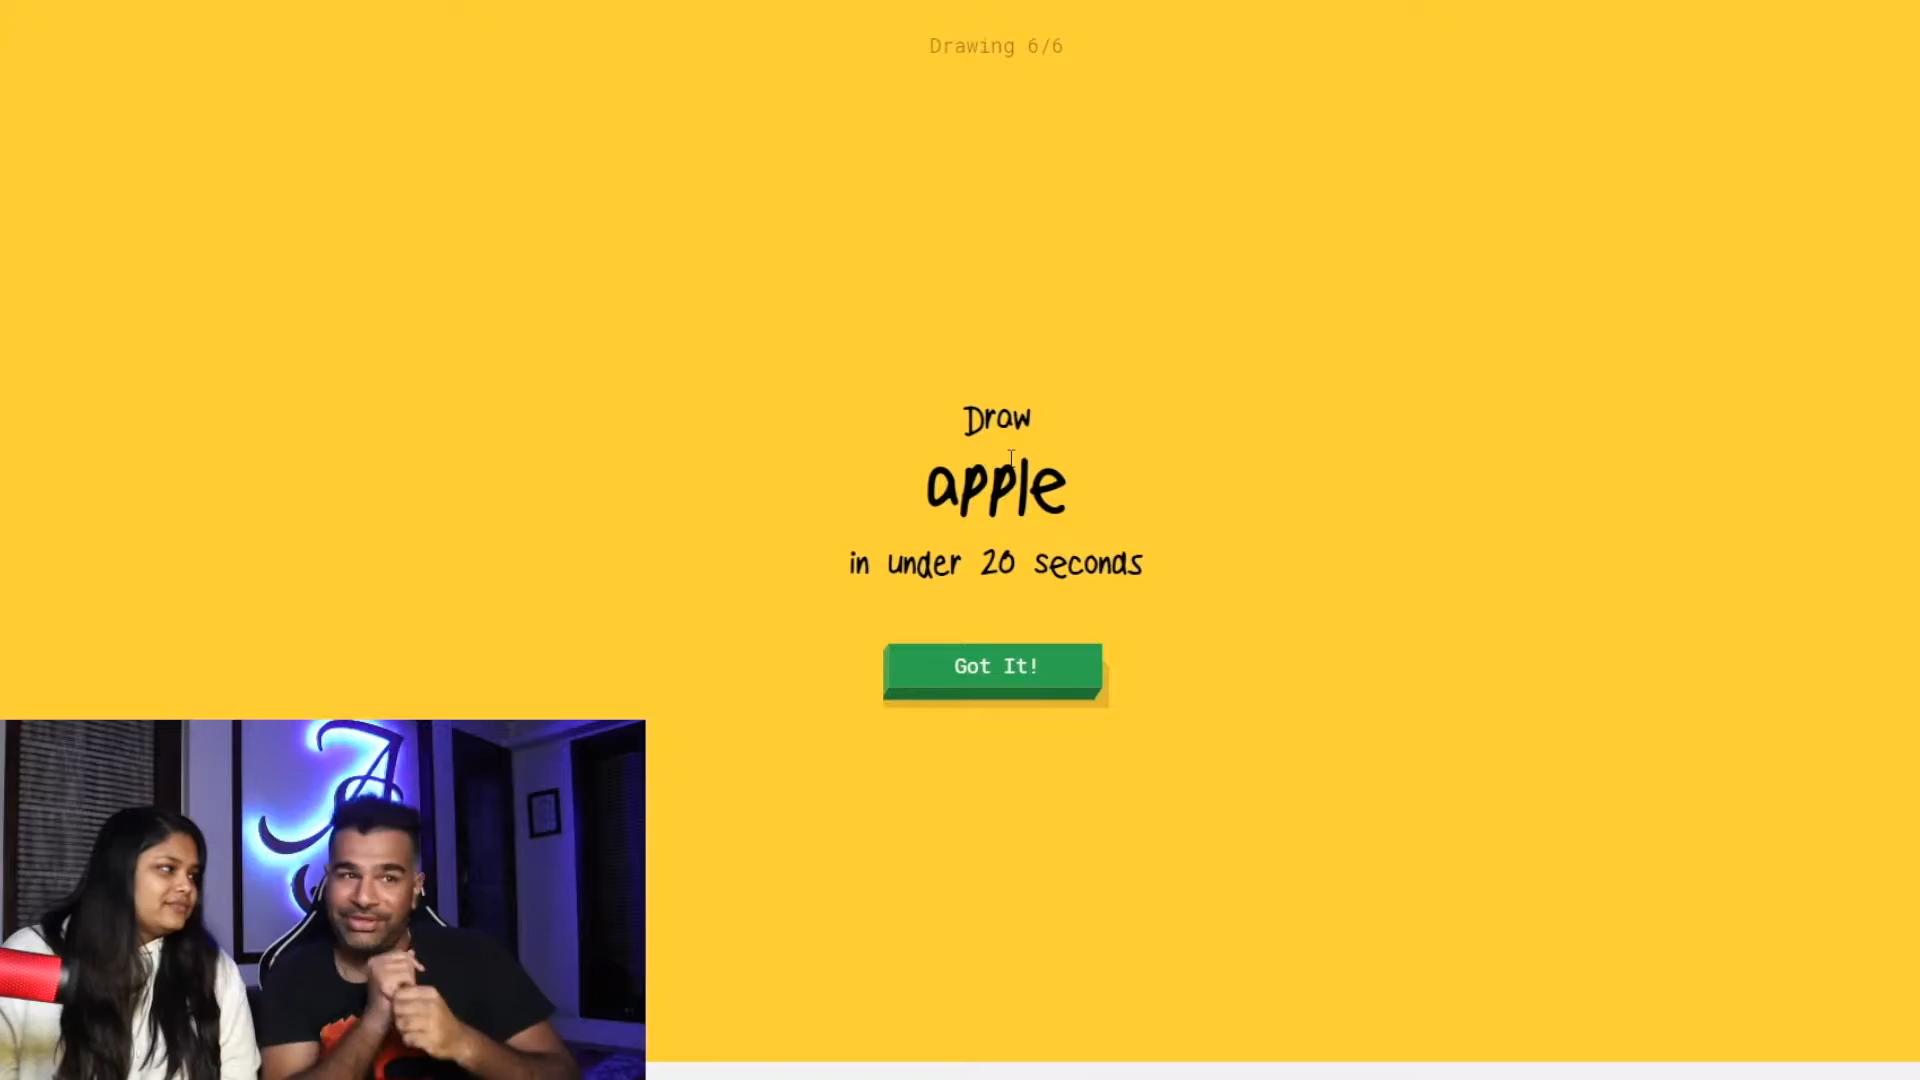 Drawing 6/6
Draw
apple
in under 20 seconds
Got It!